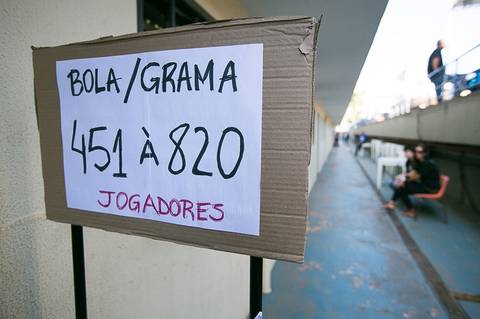 BOLA/GRAMA
451 À 820
JOGADORES